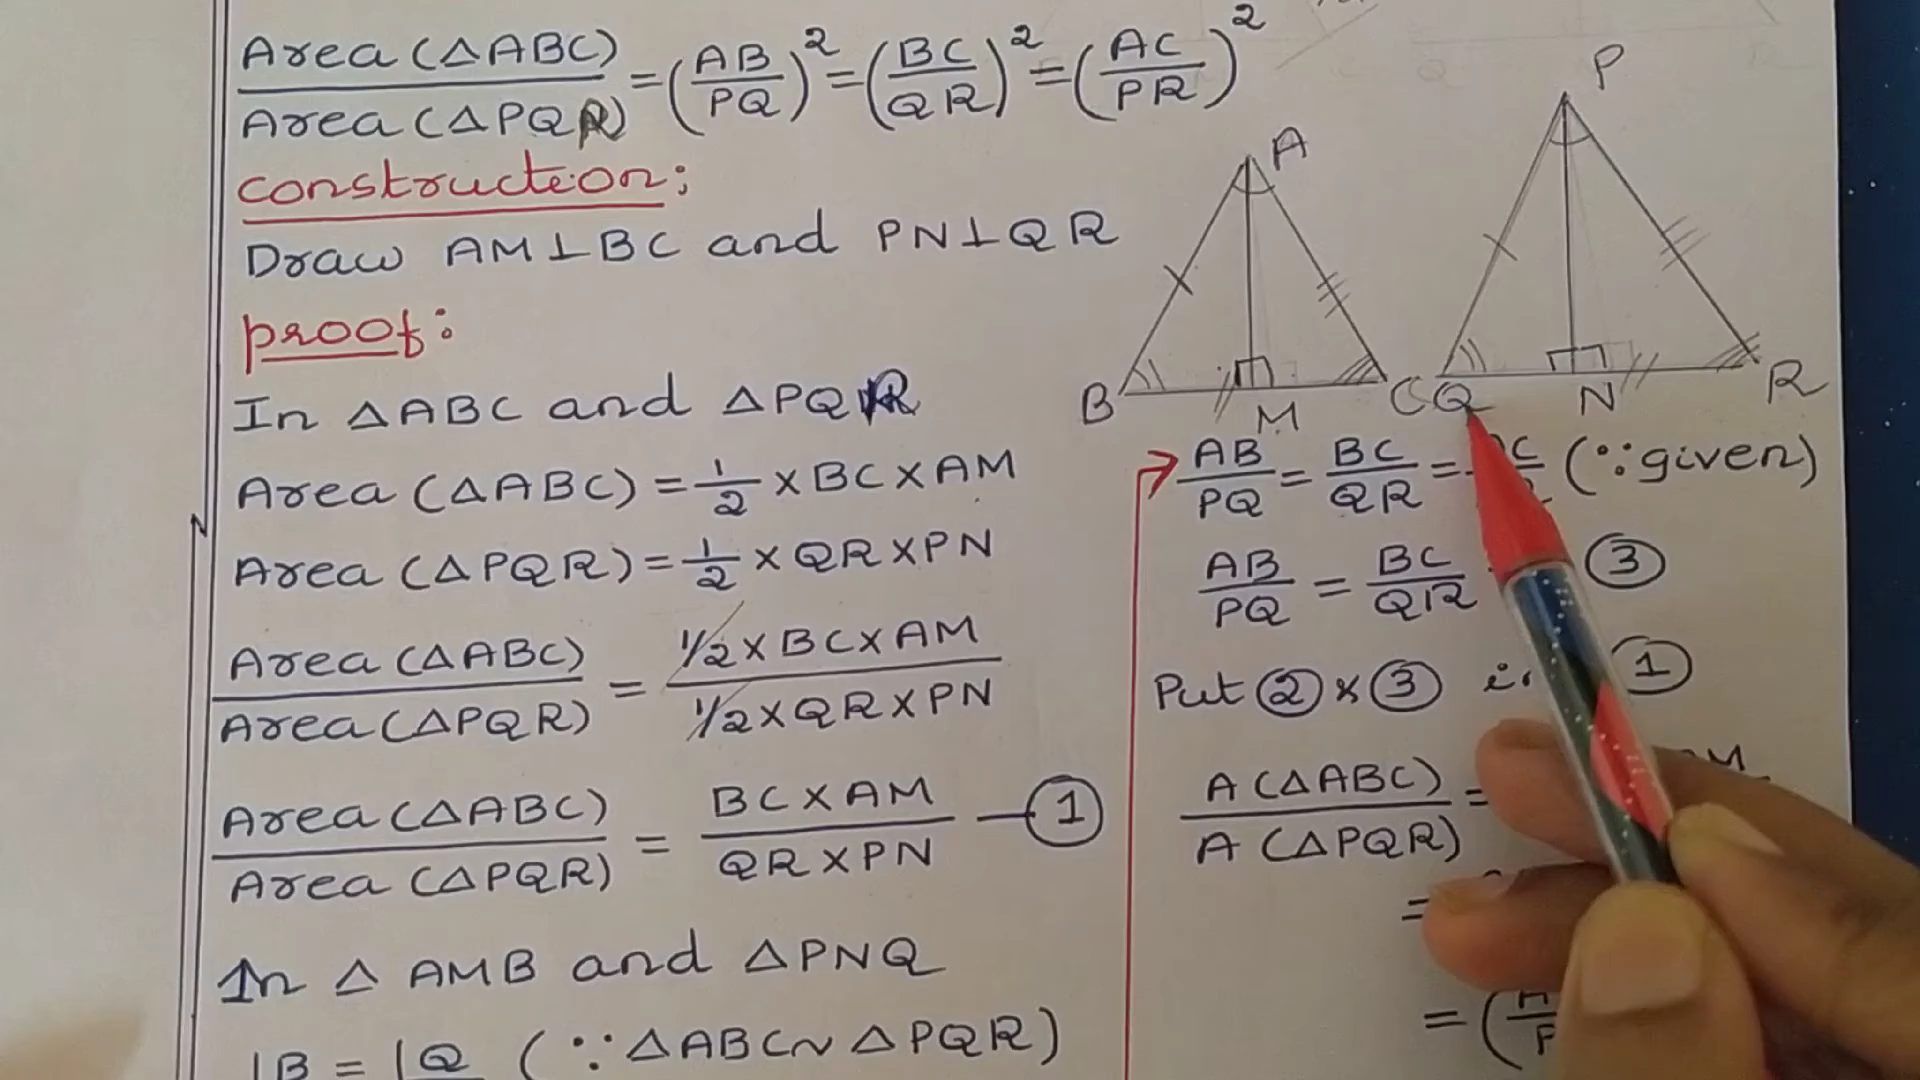 Area (△ABC) / Area (△PQR) = (AB/PQ)² = (BC/QR)² = (AC/PR)²
construction:
Draw AM⊥BC and PN⊥QR
proof:
In △ABC and △PQR
Area (△ABC) = 1/2 × BC × AM
Area (△PQR) = 1/2 × QR × PN
Area (△ABC) / Area (△PQR) = 1/2 × BC × AM / 1/2 × QR × PN
Area (△ABC) / Area (△PQR) = BC × AM / QR × PN — ①
In △ AMB and △PNQ
∠B = ∠Q (∵ △ABC ~ △PQR)
A
B M C
P
Q N R
AB/PQ = BC/QR = (∵ given)
AB/PQ = BC/QR ③
Put ② & ③ ①
A (△ABC) / A (△PQR) =
=
= (